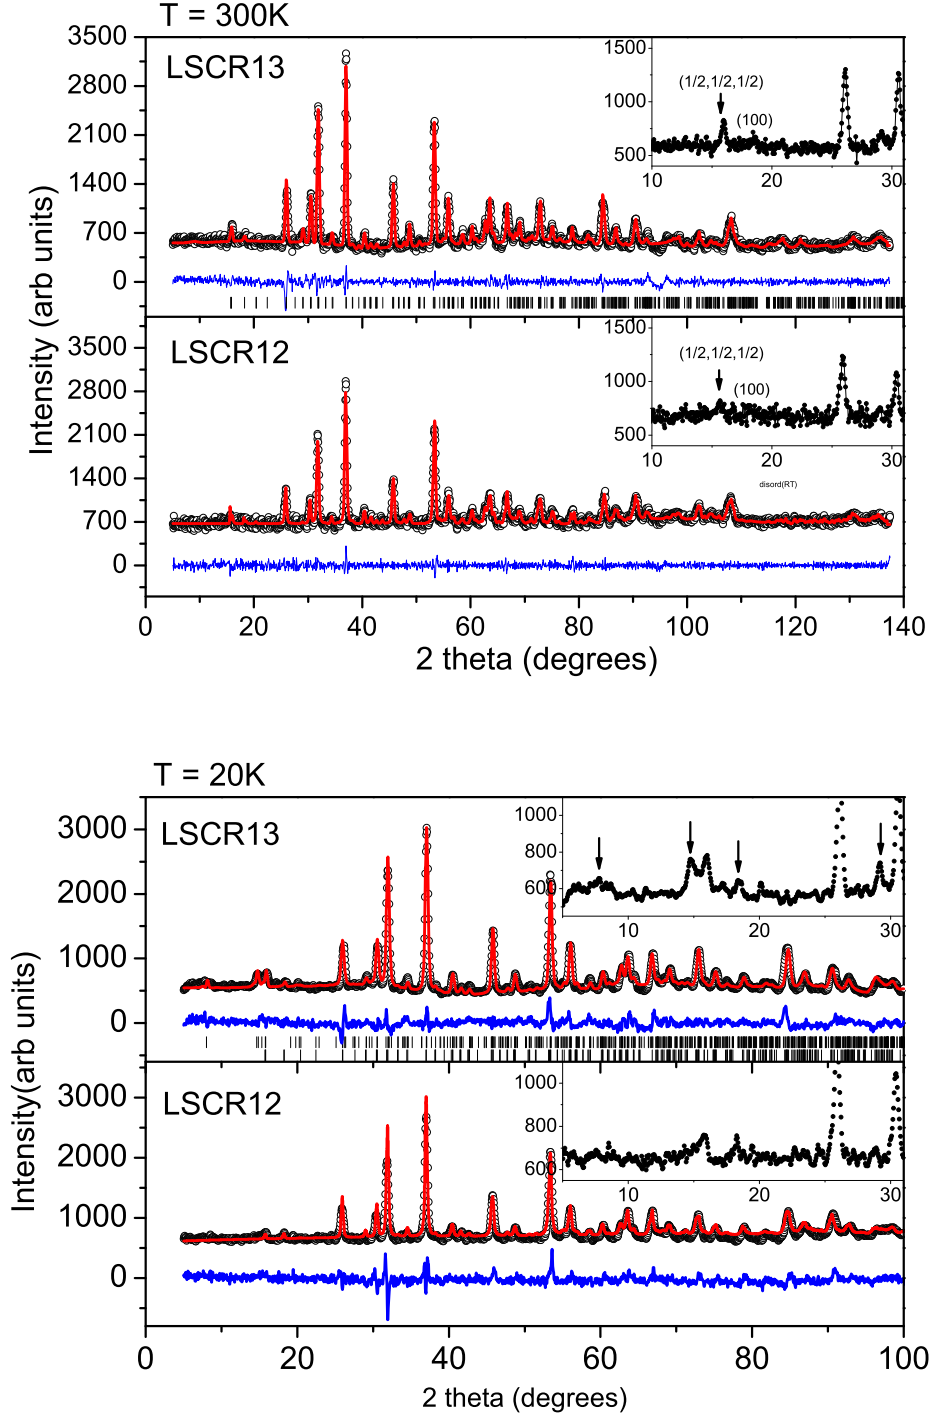 T = 300K
LSCR13
3500
2800
2100
1400
700
0
1500
1000
500
(1/2,1/2,1/2)
(100)
10 20 30
LSCR12
3500
2800
2100
1400
700
0
1500
1000
500
(1/2,1/2,1/2)
(100)
10 20 30
disord(RT)
Intensity (arb units)
0 20 40 60 80 100 120 140
2 theta (degrees)
T = 20K
LSCR13
3000
2000
1000
0
1000
800
600
10 20 30
LSCR12
3000
2000
1000
0
1000
800
600
10 20 30
Intensity(arb units)
0 20 40 60 80 100
2 theta (degrees)